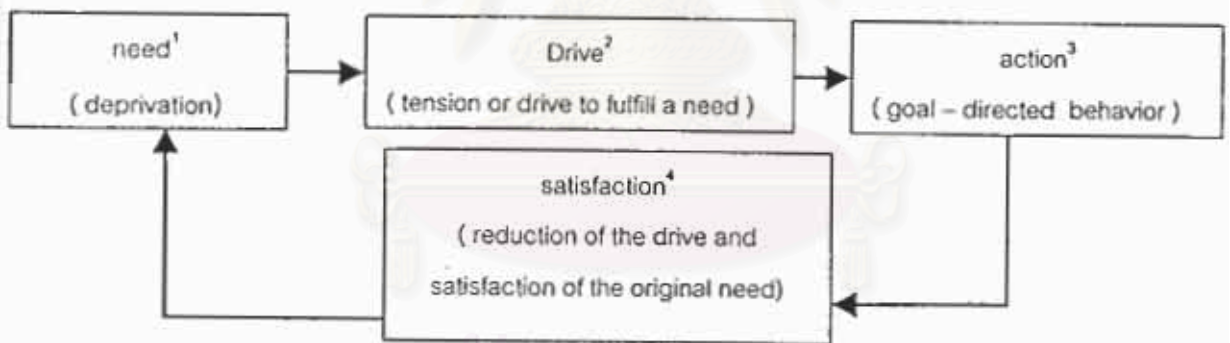 need¹
( deprivation)
Drive²
( tension or drive to fulfill a need )
action³
( goal – directed behavior )
satisfaction⁴
( reduction of the drive and
satisfaction of the original need)